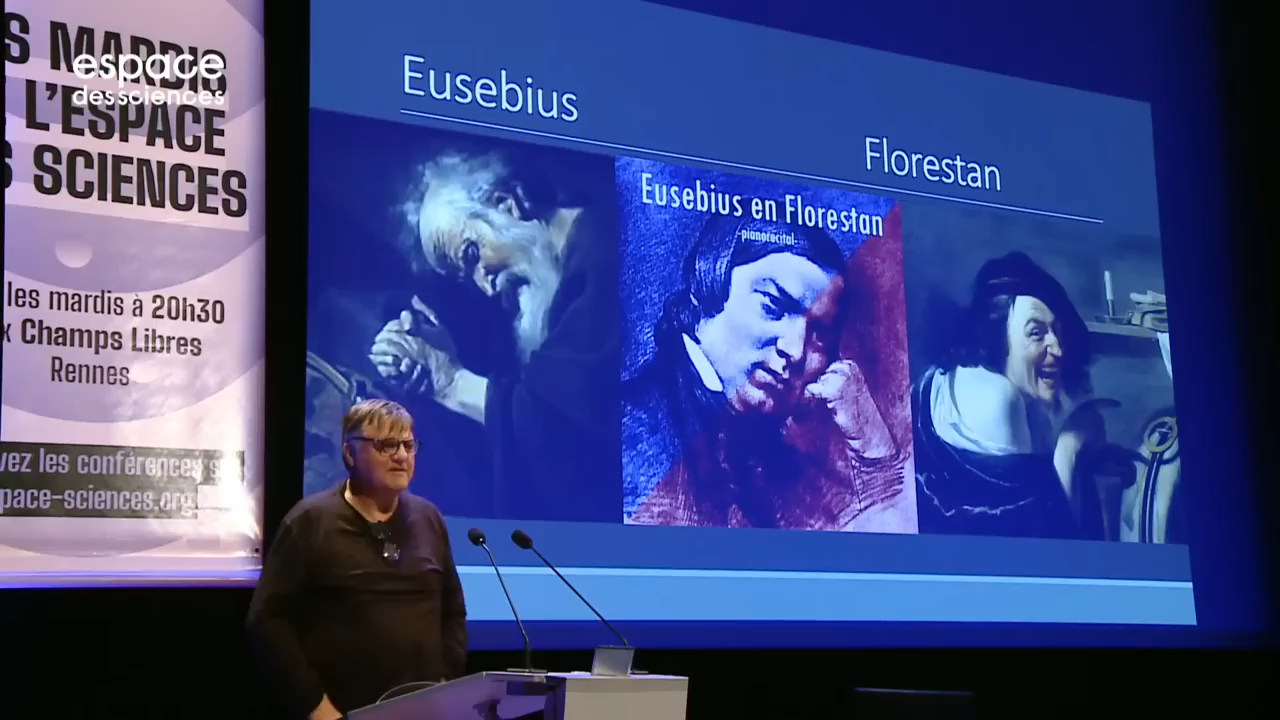 S MARDIS
L'ESPACE
S SCIENCES
les mardis à 20h30
x Champs Libres
Rennes
vez les conférences s
pace-sciences.org
espace
des sciences
Eusebius
Florestan
Eusebius en Florestan
-pianorecital-